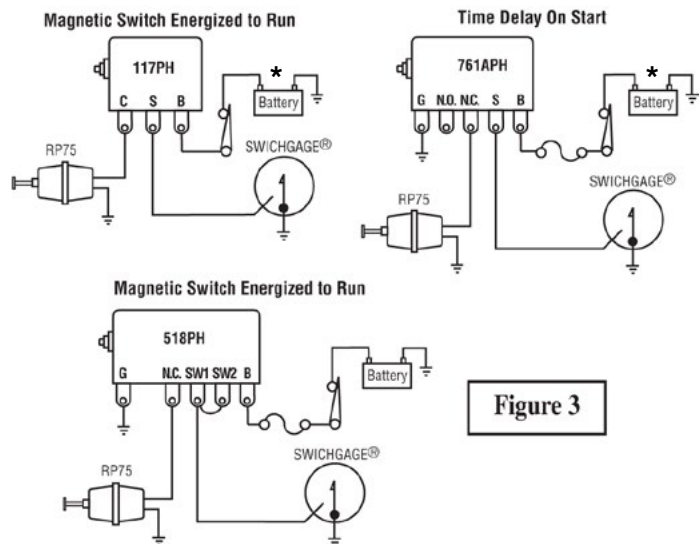 Magnetic Switch Energized to Run
117PH
C S B
*
Battery
RP75
SWICHGAGE®
Time Delay On Start
761APH
G N.O. N.C. S B
*
Battery
RP75
SWICHGAGE®
Magnetic Switch Energized to Run
518PH
G N.C. SW1 SW2 B
Battery
RP75
SWICHGAGE®
Figure 3